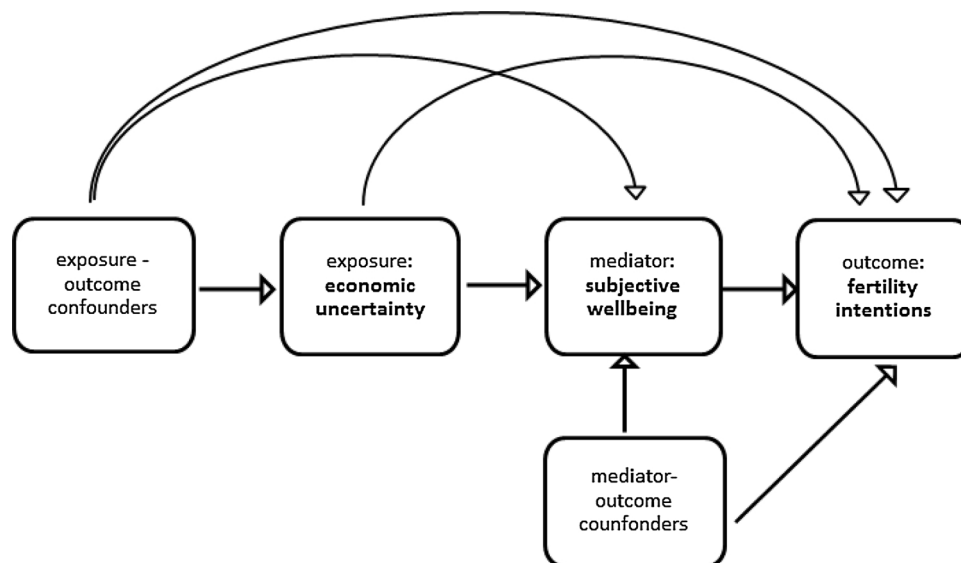 exposure -
outcome
confounders
exposure:
economic
uncertainty
mediator:
subjective
wellbeing
outcome:
fertility
intentions
mediator-
outcome
counfonders